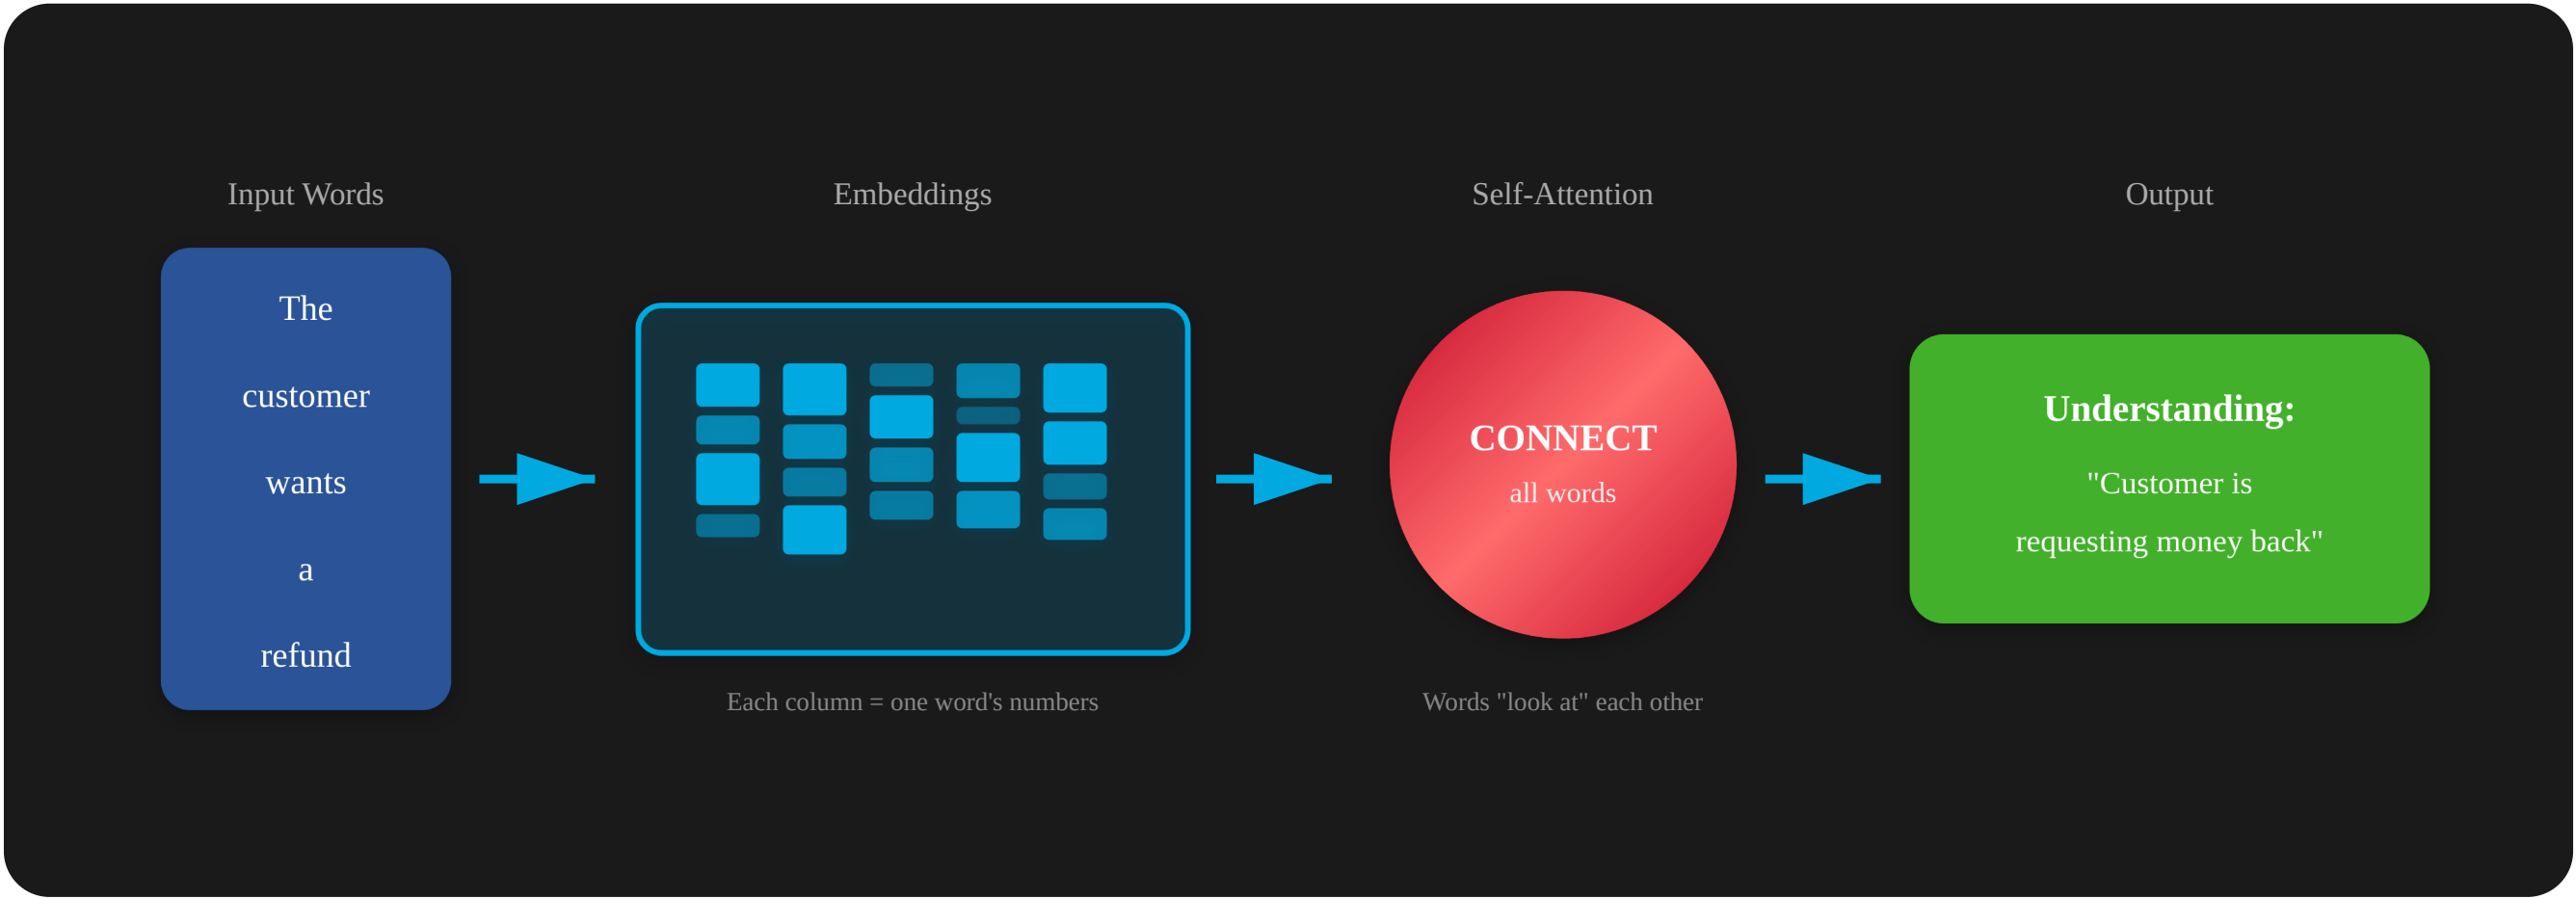 Input Words
The
customer
wants
a
refund
Embeddings
Each column = one word's numbers
Self-Attention
CONNECT
all words
Words "look at" each other
Output
Understanding:
"Customer is
requesting money back"